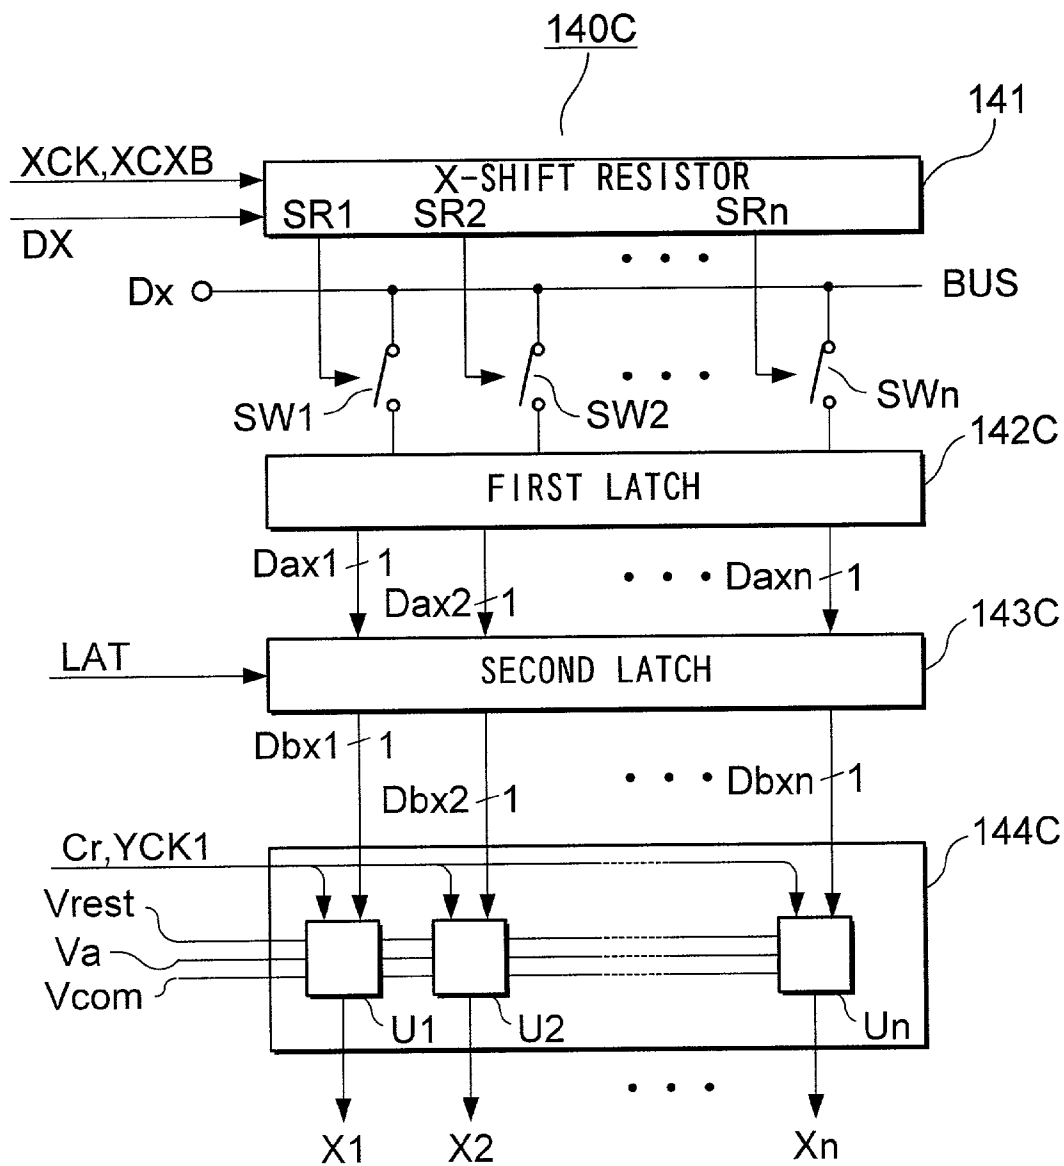 140C
141
XCK,XCXB
X-SHIFT RESISTOR
SR1 SR2 SRn
DX
• • •
Dx BUS
• • •
SW1 SW2 SWn
142C
FIRST LATCH
Dax1 1
Dax2 1
• • •
Daxn 1
143C
LAT
SECOND LATCH
Dbx1 1
Dbx2 1
• • •
Dbxn 1
144C
Cr,YCK1
Vrest
Va
Vcom
U1 U2 Un
• • •
X1 X2 Xn